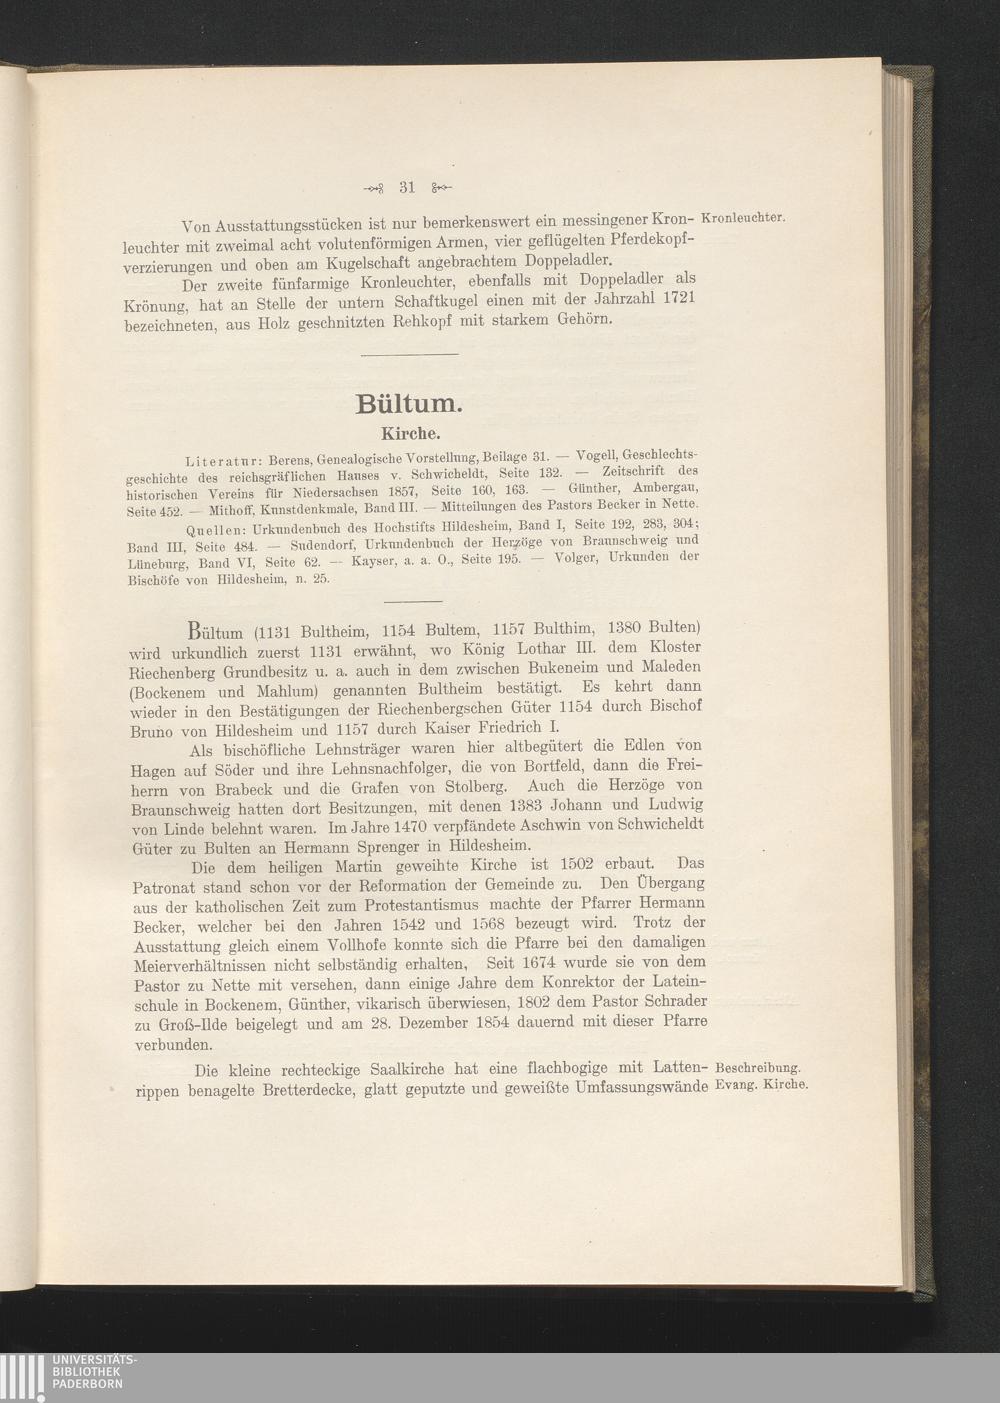 31
Von Ausstattungsstücken ist nur bemerkenswert ein messingener Kron- Kronleuchter.
leuchter mit zweimal acht volutenförmigen Armen, vier geflügelten Pferdekopf-
verzierungen und oben am Kugelschaft angebrachtem Doppeladler.
Der zweite fünfarmige Kronleuchter, ebenfalls mit Doppeladler als
Krönung, hat an Stelle der untern Schaftkugel einen mit der Jahrzahl 1721
bezeichneten, aus Holz geschnitzten Rehkopf mit starkem Gehörn.
Bültum.
Kirche.
Literatur: Berens, Genealogische Vorstellung, Beilage 31. — Vogell, Geschlechts-
geschichte des reichsgräflichen Hauses v. Schwicheldt, Seite 132. — Zeitschrift des
historischen Vereins für Niedersachsen 1857, Seite 160, 163. — Günther, Ambergau,
Seite 452. — Mithoff, Kunstdenkmale, Band III. — Mitteilungen des Pastors Becker in Nette.
Quellen: Urkundenbuch des Hochstifts Hildesheim, Band I, Seite 192, 283, 304;
Band III, Seite 484. — Sudendorf, Urkundenbuch der Herzöge von Braunschweig und
Lüneburg, Band VI, Seite 62. — Kayser, a. a. O., Seite 195. — Volger, Urkunden der
Bischöfe von Hildesheim, n. 25.
Bültum (1131 Bultheim, 1154 Bultem, 1157 Bulthim, 1380 Bulten)
wird urkundlich zuerst 1131 erwähnt, wo König Lothar III. dem Kloster
Riechenberg Grundbesitz u. a. auch in dem zwischen Bukeneim und Maleden
(Bockenem und Mahlum) genannten Bultheim bestätigt. Es kehrt dann
wieder in den Bestätigungen der Riechenbergschen Güter 1154 durch Bischof
Bruno von Hildesheim und 1157 durch Kaiser Friedrich I.
Als bischöfliche Lehnsträger waren hier altbegütert die Edlen von
Hagen auf Söder und ihre Lehnsnachfolger, die von Bortfeld, dann die Frei-
herrn von Brabeck und die Grafen von Stolberg. Auch die Herzöge von
Braunschweig hatten dort Besitzungen, mit denen 1383 Johann und Ludwig
von Linde belehnt waren. Im Jahre 1470 verpfändete Aschwin von Schwicheldt
Güter zu Bulten an Hermann Sprenger in Hildesheim.
Die dem heiligen Martin geweihte Kirche ist 1502 erbaut. Das
Patronat stand schon vor der Reformation der Gemeinde zu. Den Übergang
aus der katholischen Zeit zum Protestantismus machte der Pfarrer Hermann
Becker, welcher bei den Jahren 1542 und 1568 bezeugt wird. Trotz der
Ausstattung gleich einem Vollhofe konnte sich die Pfarre bei den damaligen
Meierverhältnissen nicht selbständig erhalten, Seit 1674 wurde sie von dem
Pastor zu Nette mit versehen, dann einige Jahre dem Konrektor der Latein-
schule in Bockenem, Günther, vikarisch überwiesen, 1802 dem Pastor Schrader
zu Groß-Ilde beigelegt und am 28. Dezember 1854 dauernd mit dieser Pfarre
verbunden.
Die kleine rechteckige Saalkirche hat eine flachbogige mit Latten- Beschreibung.
rippen benagelte Bretterdecke, glatt geputzte und geweißte Umfassungswände Evang. Kirche.
UNIVERSITÄTS-
BIBLIOTHEK
PADERBORN